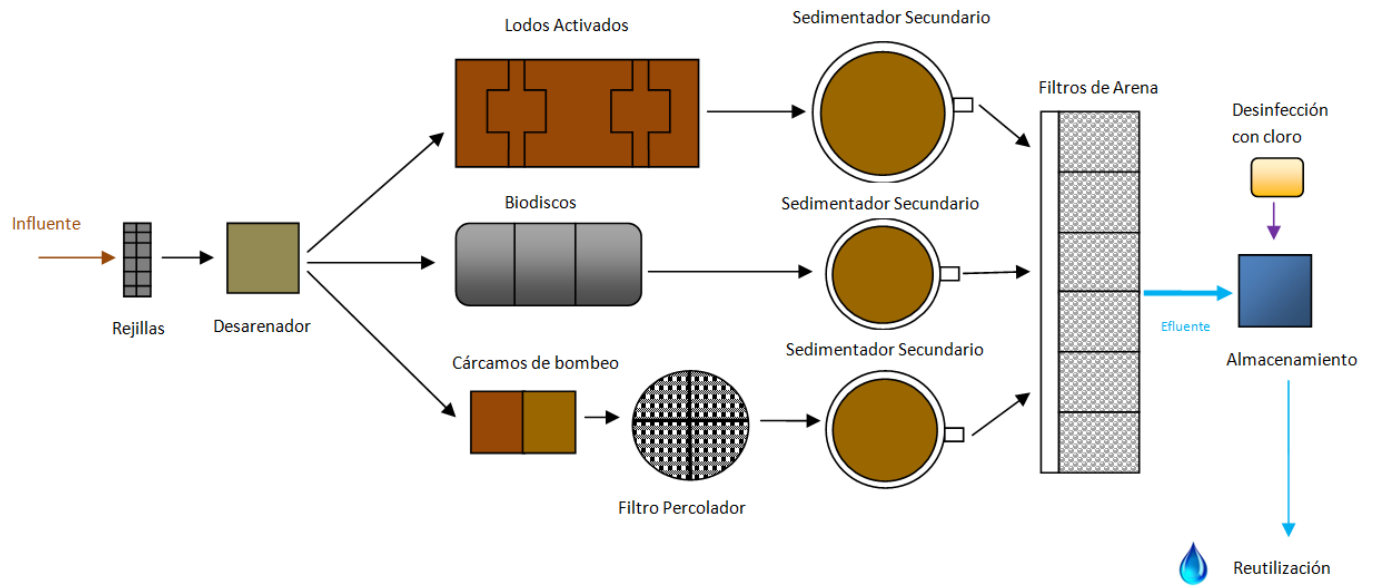 Lodos Activados
Sedimentador Secundario
Filtros de Arena
Desinfección
con cloro
Influente
Biodiscos
Sedimentador Secundario
Rejillas
Desarenador
Efluente
Cárcamos de bombeo
Sedimentador Secundario
Almacenamiento
Filtro Percolador
Reutilización